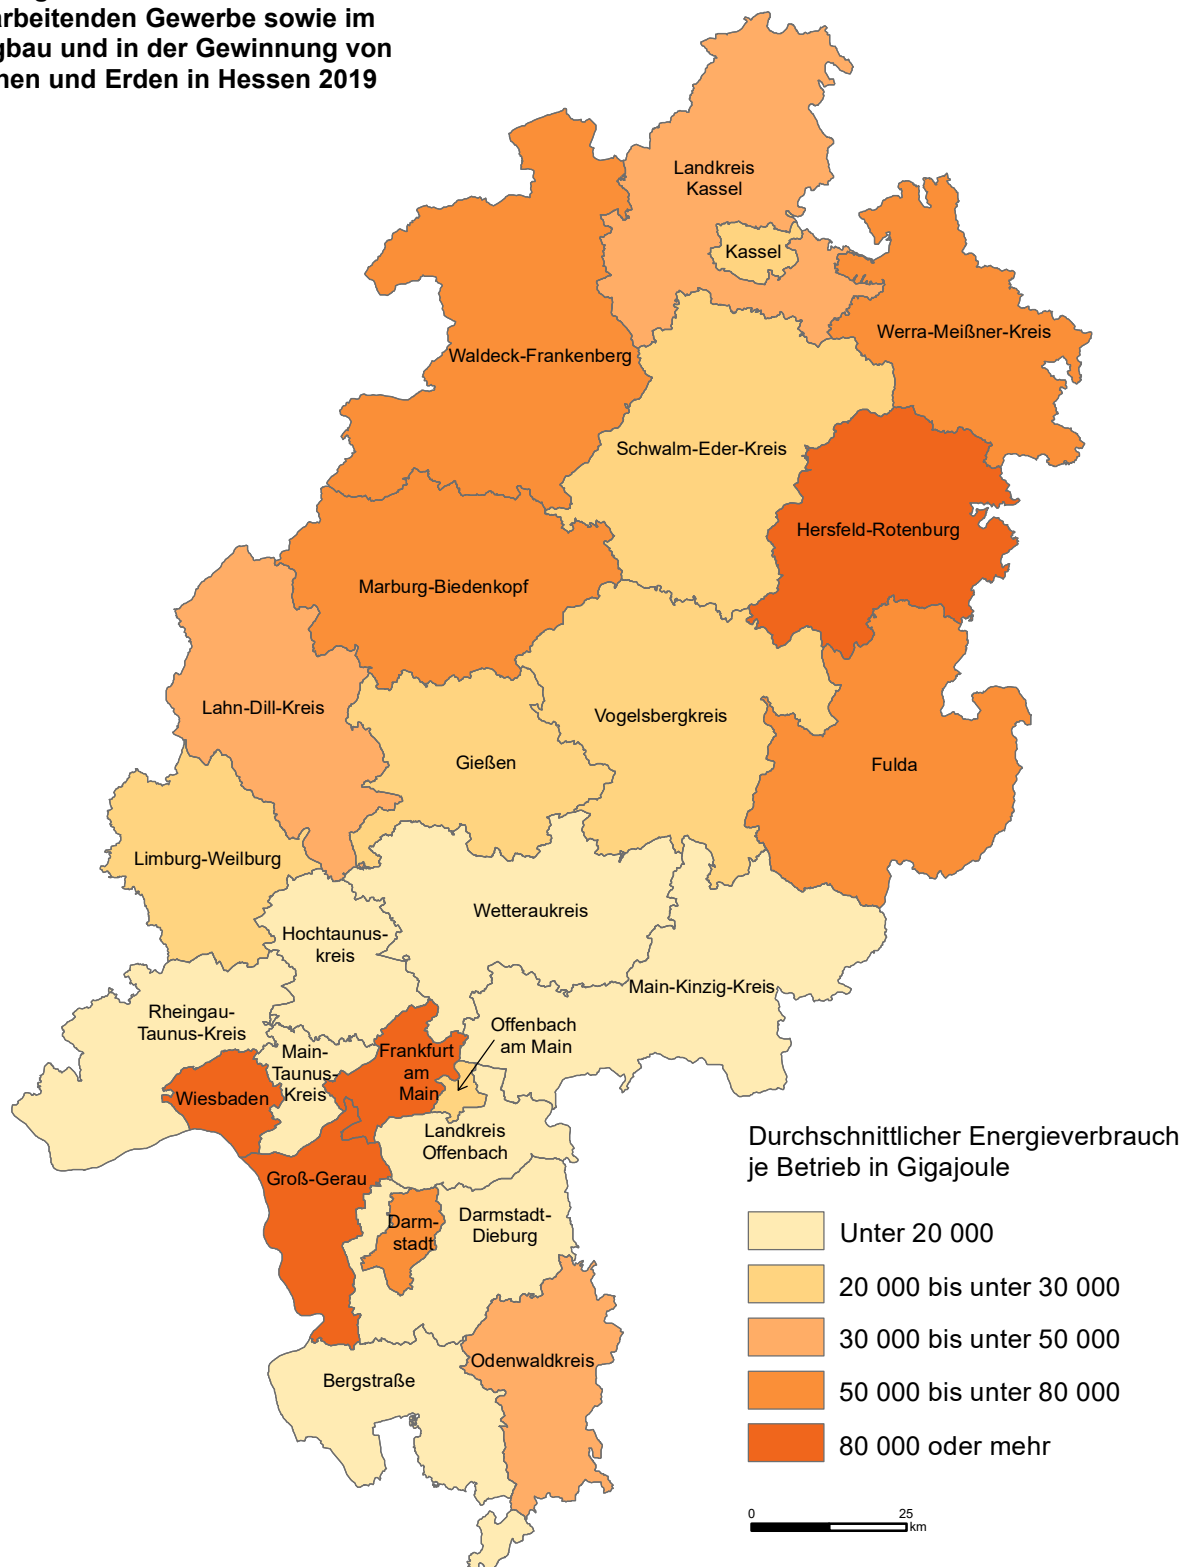 arbeitenden Gewerbe sowie im
gbau und in der Gewinnung von
nen und Erden in Hessen 2019
Landkreis
Kassel
Kassel
Werra-Meißner-Kreis
Waldeck-Frankenberg
Schwalm-Eder-Kreis
Hersfeld-Rotenburg
Marburg-Biedenkopf
Lahn-Dill-Kreis
Vogelsbergkreis
Gießen
Fulda
Limburg-Weilburg
Wetteraukreis
Hochtaunus-
kreis
Main-Kinzig-Kreis
Rheingau-
Taunus-Kreis
Offenbach
am Main
Main-
Taunus-
Kreis
Frankfurt
am
Main
Wiesbaden
Landkreis
Offenbach
Groß-Gerau
Darm-
stadt
Darmstadt-
Dieburg
Odenwaldkreis
Bergstraße
Durchschnittlicher Energieverbrauch
je Betrieb in Gigajoule
Unter 20 000
20 000 bis unter 30 000
30 000 bis unter 50 000
50 000 bis unter 80 000
80 000 oder mehr
0 25
km